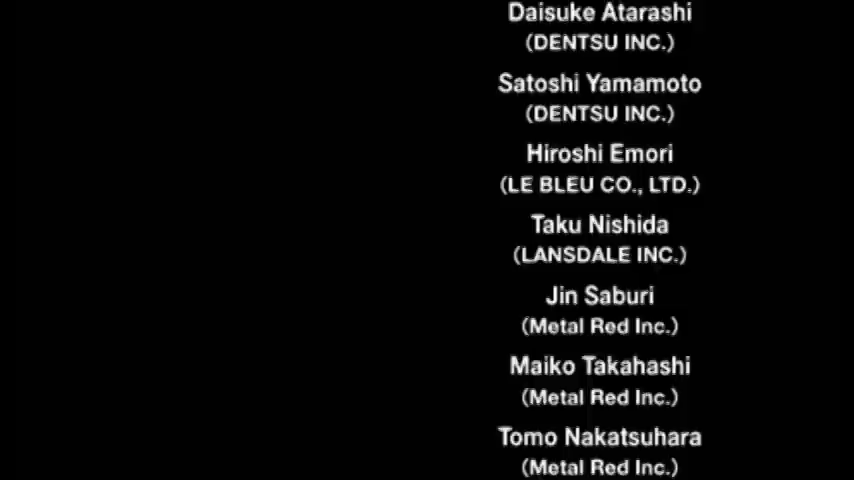 Daisuke Atarashi
(DENTSU INC.)
Satoshi Yamamoto
(DENTSU INC.)
Hiroshi Emori
(LE BLEU CO., LTD.)
Taku Nishida
(LANSDALE INC.)
Jin Saburi
(Metal Red Inc.)
Maiko Takahashi
(Metal Red Inc.)
Tomo Nakatsuhara
(Metal Red Inc.)